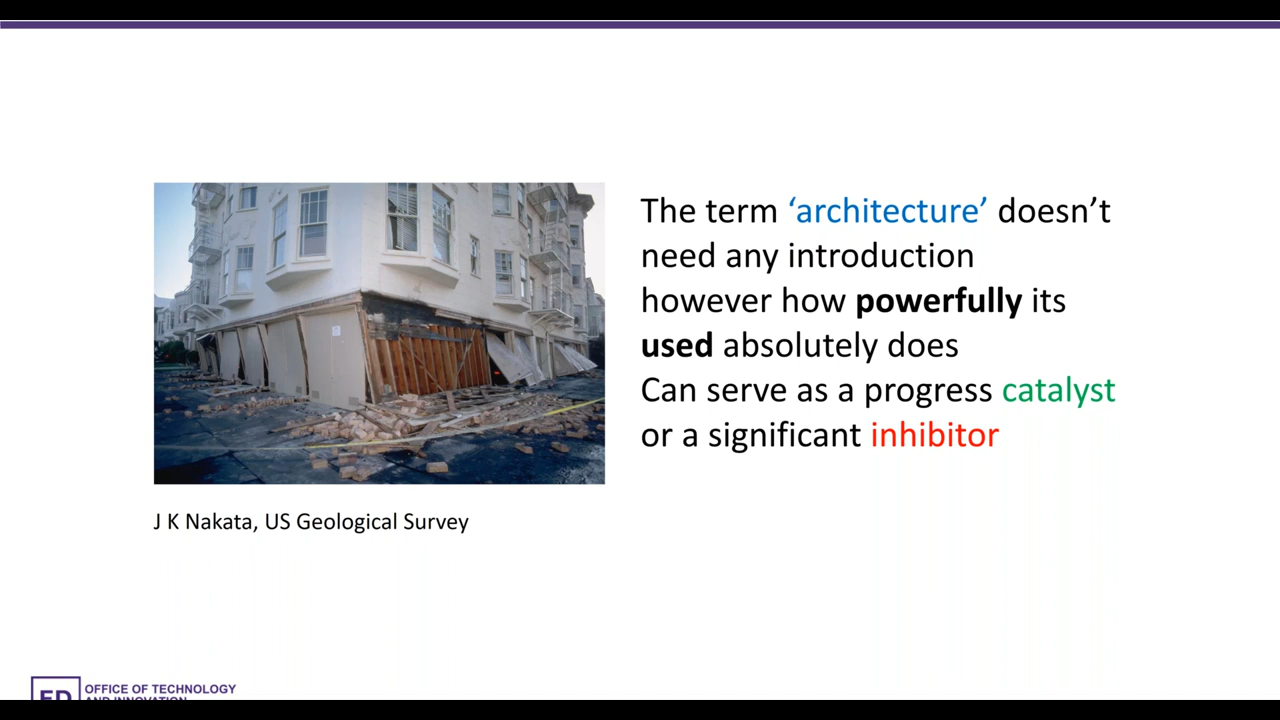 The term ‘architecture’ doesn’t
need any introduction
however how powerfully its
used absolutely does
Can serve as a progress catalyst
or a significant inhibitor
J K Nakata, US Geological Survey
ED
OFFICE OF TECHNOLOGY
AND INNOVATION